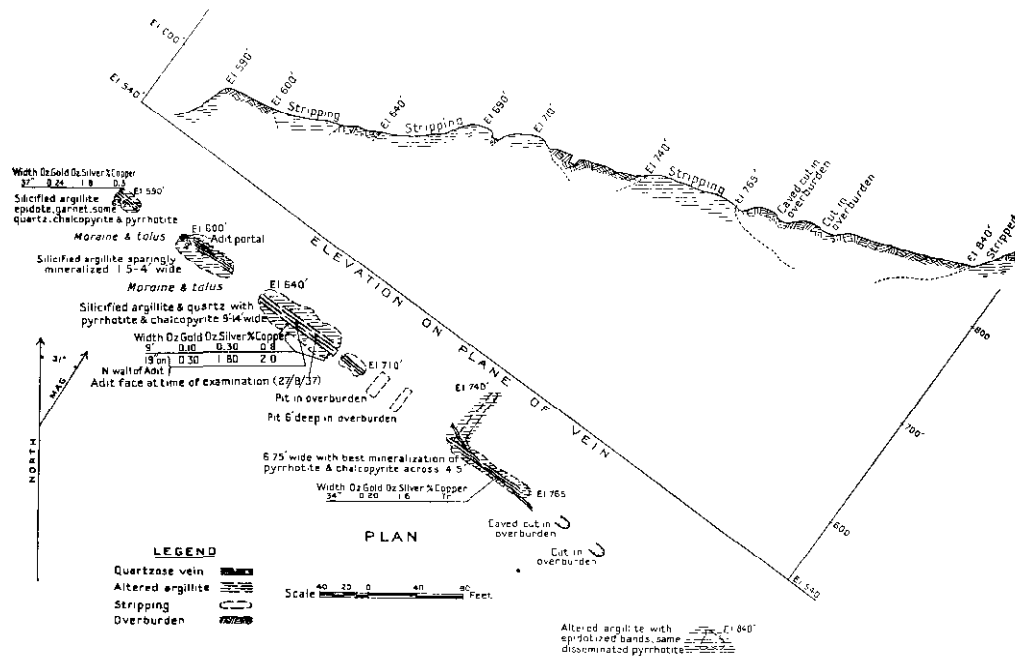 El 600'
El 540'
El 590'
El 600'
Stripping
El 640'
Stripping
El 690'
El 710'
El 740'
Stripping
El 765'
Caved cut in
overburden
Cut in
overburden
El 840'
Stripped
ELEVATION ON PLANE OF VEIN
800
700'
600
El 540
Width Oz.Gold Oz.Silver %Copper
37" 0.24 1.8 0.3
El 590'
Silicified argillite
epidote, garnet, some
quartz, chalcopyrite & pyrrhotite
Moraine & talus
El 600'
Adit portal
Silicified argillite sparingly
mineralized 1.5-4' wide
Moraine & talus
El 640'
Silicified argillite & quartz with
pyrrhotite & chalcopyrite 9-14' wide
Width Oz Gold Oz.Silver %Copper
9" 0.10 0.30 0.8
19" on 0.30 1.80 2.0
N wall of Adit
Adit face at time of examination (27/8/37)
El 710'
Pit in overburden
Pit 6' deep in overburden
El 740'
6.75' wide with best mineralization of
pyrrhotite & chalcopyrite across 4.5'
Width Oz Gold Oz Silver %Copper
34" 0.20 1.6 Tr
El 765
Caved cut in
overburden
Cut in
overburden
PLAN
31°
MAG
NORTH
LEGEND
Quartzose vein
Altered argillite
Stripping
Overburden
Scale 40 20 0 40 80 Feet.
Altered argillite with
epidotized bands, some
disseminated pyrrhotite
El 840'